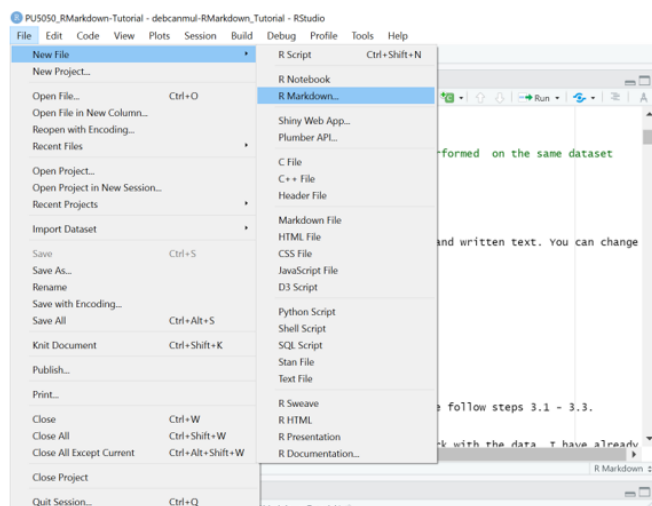 PU5050_RMarkdown-Tutorial - debcanmul-RMarkdown_Tutorial - RStudio
File Edit Code View Plots Session Build Debug Profile Tools Help
New File
New Project...
Open File... Ctrl+O
Open File in New Column...
Reopen with Encoding...
Recent Files
Open Project...
Open Project in New Session...
Recent Projects
Import Dataset
Save Ctrl+S
Save As...
Rename
Save with Encoding...
Save All Ctrl+Alt+S
Knit Document Ctrl+Shift+K
Publish...
Print...
Close Ctrl+W
Close All Ctrl+Shift+W
Close All Except Current Ctrl+Alt+Shift+W
Close Project
Quit Session... Ctrl+Q
R Script Ctrl+Shift+N
R Notebook
R Markdown...
Shiny Web App...
Plumber API...
C File
C++ File
Header File
Markdown File
HTML File
CSS File
JavaScript File
D3 Script
Python Script
Shell Script
SQL Script
Stan File
Text File
R Sweave
R HTML
R Presentation
R Documentation...
Run
formed on the same dataset
and written text. You can change
follow steps 3.1 - 3.3.
with the data. I have already
R Markdown